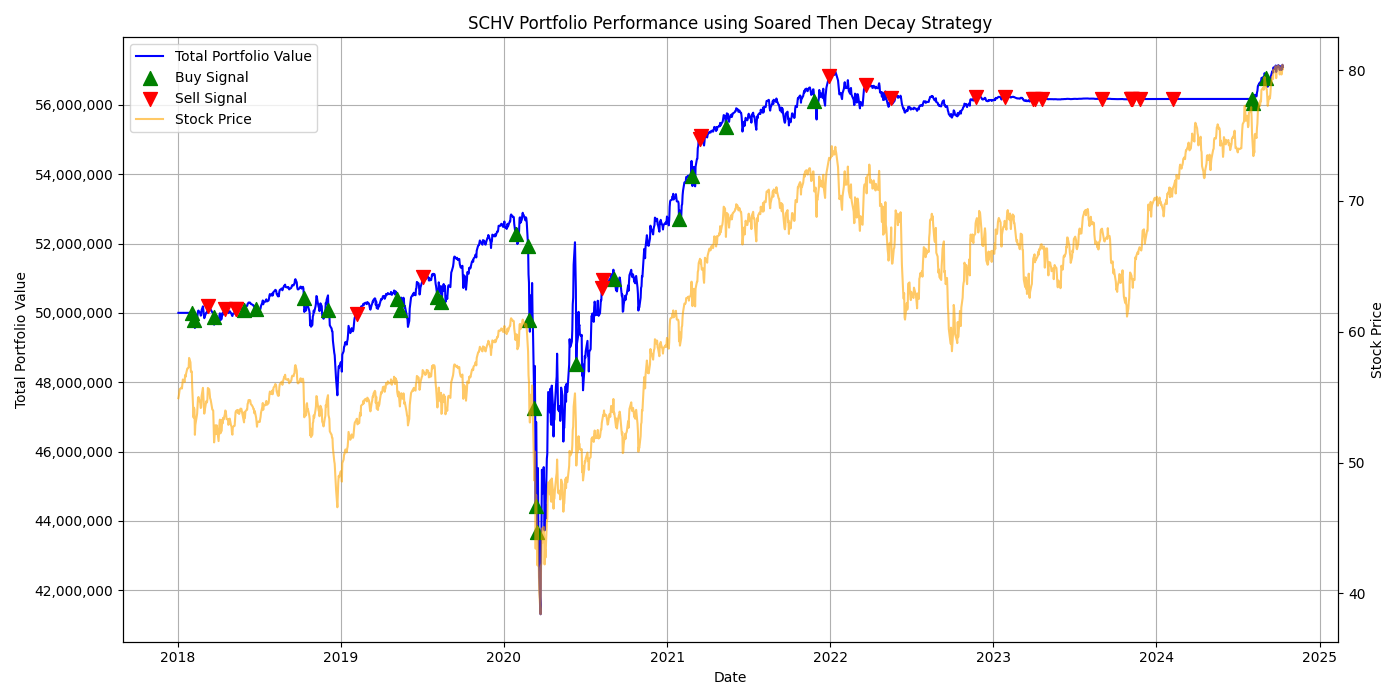 SCHV Portfolio Performance using Soared Then Decay Strategy
Total Portfolio Value
Buy Signal
Sell Signal
Stock Price
56,000,000
54,000,000
52,000,000
50,000,000
48,000,000
46,000,000
44,000,000
42,000,000
Total Portfolio Value
80
70
60
50
40
Stock Price
2018
2019
2020
2021
2022
2023
2024
2025
Date